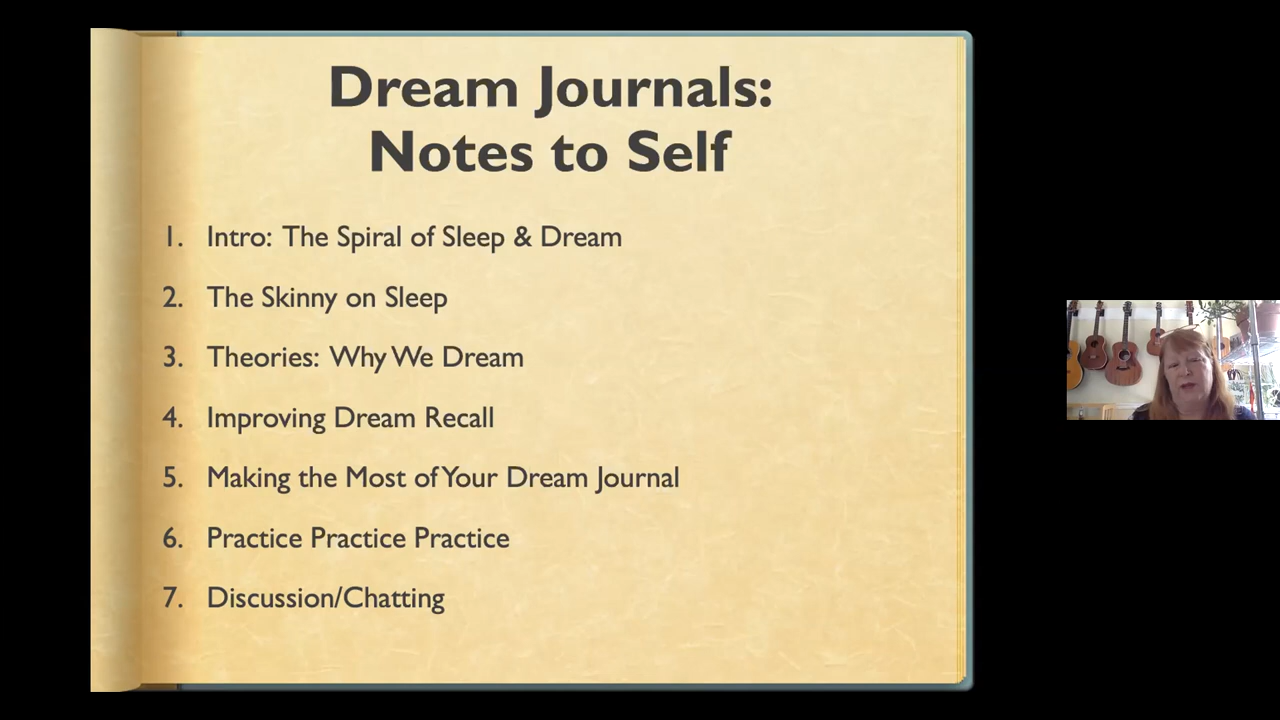 Dream Journals:
Notes to Self
1. Intro: The Spiral of Sleep & Dream
2. The Skinny on Sleep
3. Theories: Why We Dream
4. Improving Dream Recall
5. Making the Most of Your Dream Journal
6. Practice Practice Practice
7. Discussion/Chatting